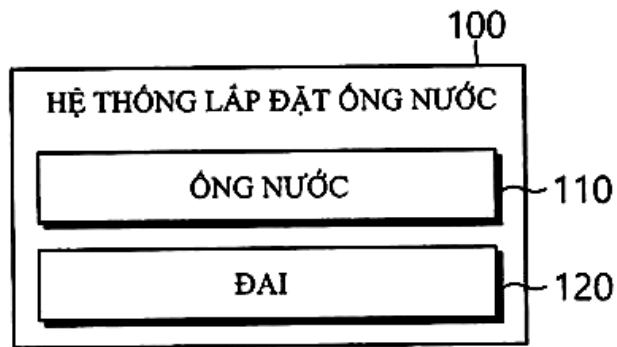 100
HỆ THỐNG LẮP ĐẶT ỐNG NƯỚC
ỐNG NƯỚC
110
ĐAI
120